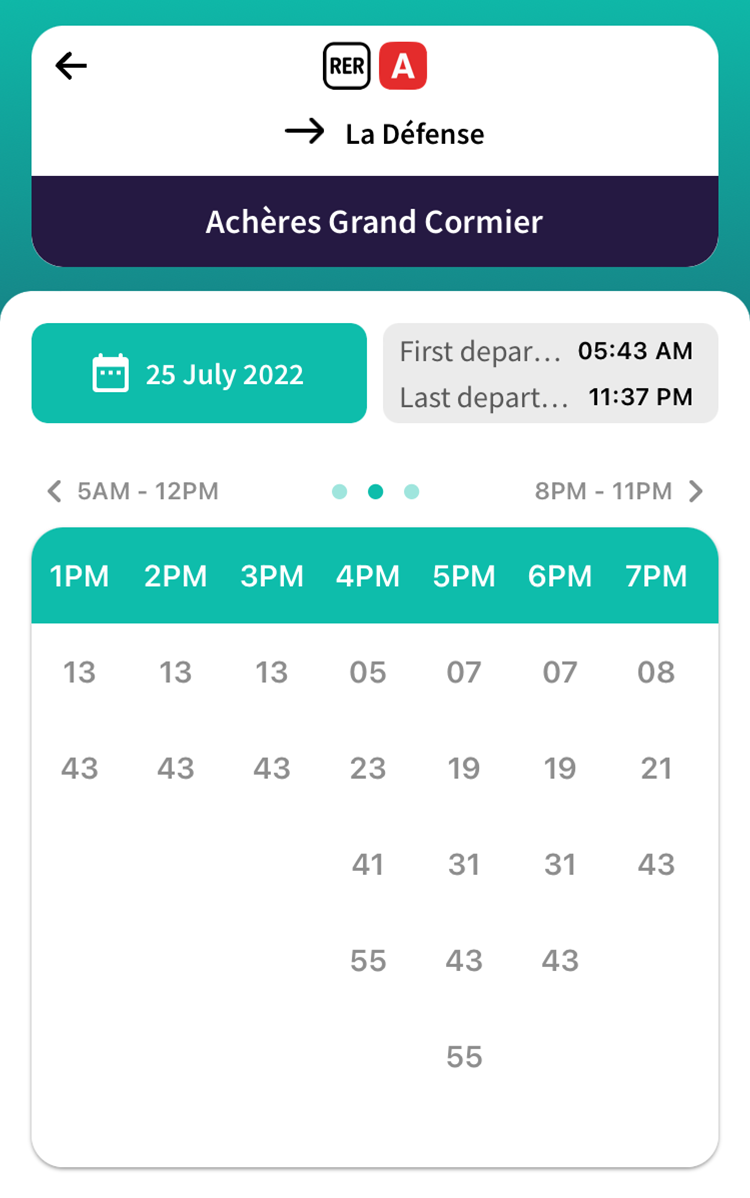 RER A
La Défense
Achères Grand Cormier
25 July 2022
First depar... 05:43 AM
Last depart... 11:37 PM
5AM - 12PM 8PM - 11PM
1PM 2PM 3PM 4PM 5PM 6PM 7PM
13 13 13 05 07 07 08
43 43 43 23 19 19 21
41 31 31 43
55 43 43
55